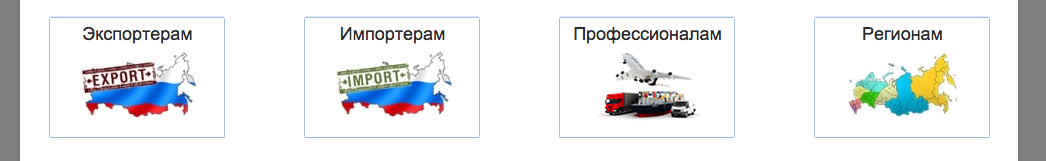 Экспортерам
Импортерам
Профессионалам
Регионам
EXPORT
IMPORT